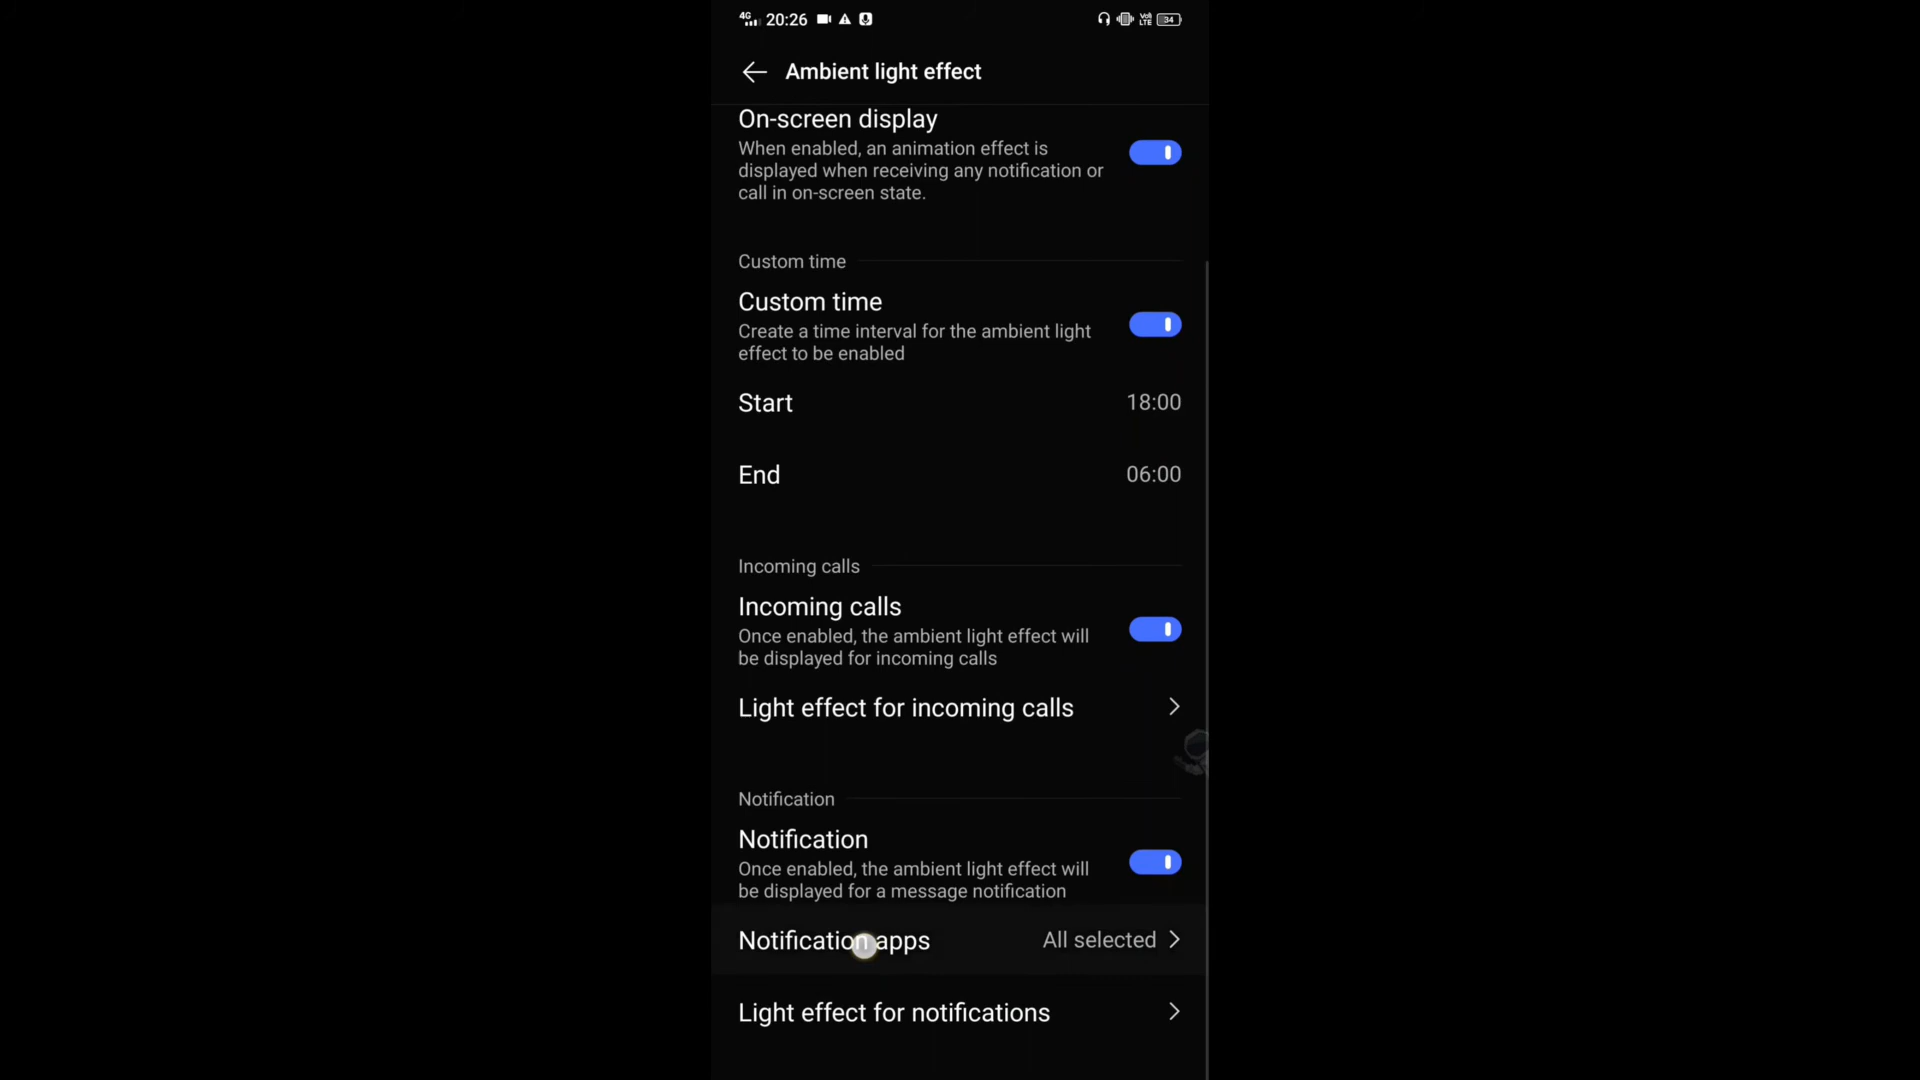 4G 20:26 Vo) LTE 34
Ambient light effect
On-screen display
When enabled, an animation effect is
displayed when receiving any notification or
call in on-screen state.
Custom time
Custom time
Create a time interval for the ambient light
effect to be enabled
Start 18:00
End 06:00
Incoming calls
Incoming calls
Once enabled, the ambient light effect will
be displayed for incoming calls
Light effect for incoming calls
Notification
Notification
Once enabled, the ambient light effect will
be displayed for a message notification
Notification apps All selected
Light effect for notifications